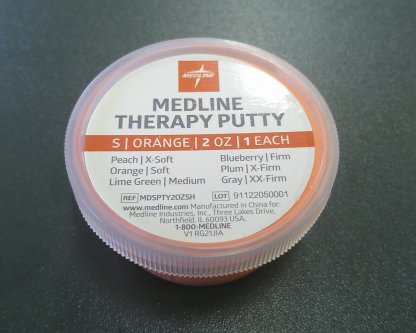 MEDLINE
MEDLINE
THERAPY PUTTY
S | ORANGE | 2 OZ | 1 EACH
Peach | X-Soft Blueberry | Firm
Orange | Soft Plum | X-Firm
Lime Green | Medium Gray | XX-Firm
REF MDSPTY2OZSH LOT 91122050001
www.medline.com Manufactured in China for:
Medline Industries, Inc. Three Lakes Drive,
Northfield, IL 60093 USA.
1-800-MEDLINE
V1 RG21JIA